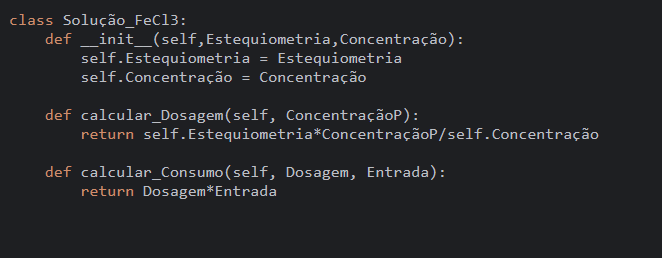 class Solução_FeCl3:
    def __init__(self,Estequiometria,Concentração):
        self.Estequiometria = Estequiometria
        self.Concentração = Concentração

    def calcular_Dosagem(self, ConcentraçãoP):
        return self.Estequiometria*ConcentraçãoP/self.Concentração

    def calcular_Consumo(self, Dosagem, Entrada):
        return Dosagem*Entrada